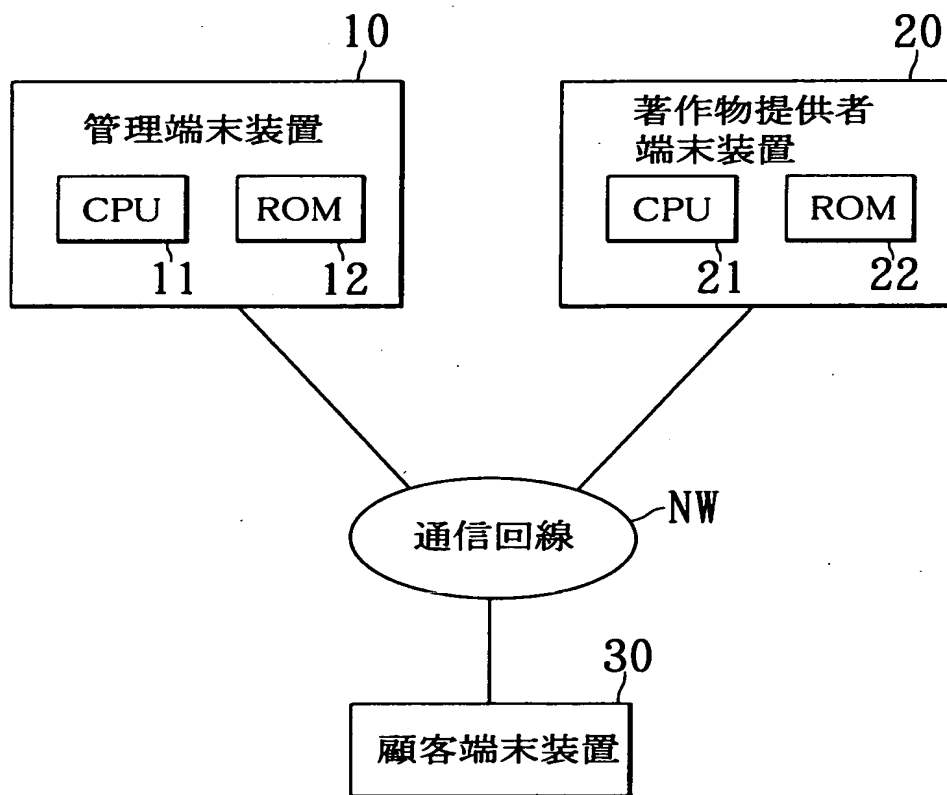 10
20
管理端末装置
著作物提供者
端末装置
CPU
ROM
CPU
ROM
11
12
21
22
通信回線
NW
30
顧客端末装置